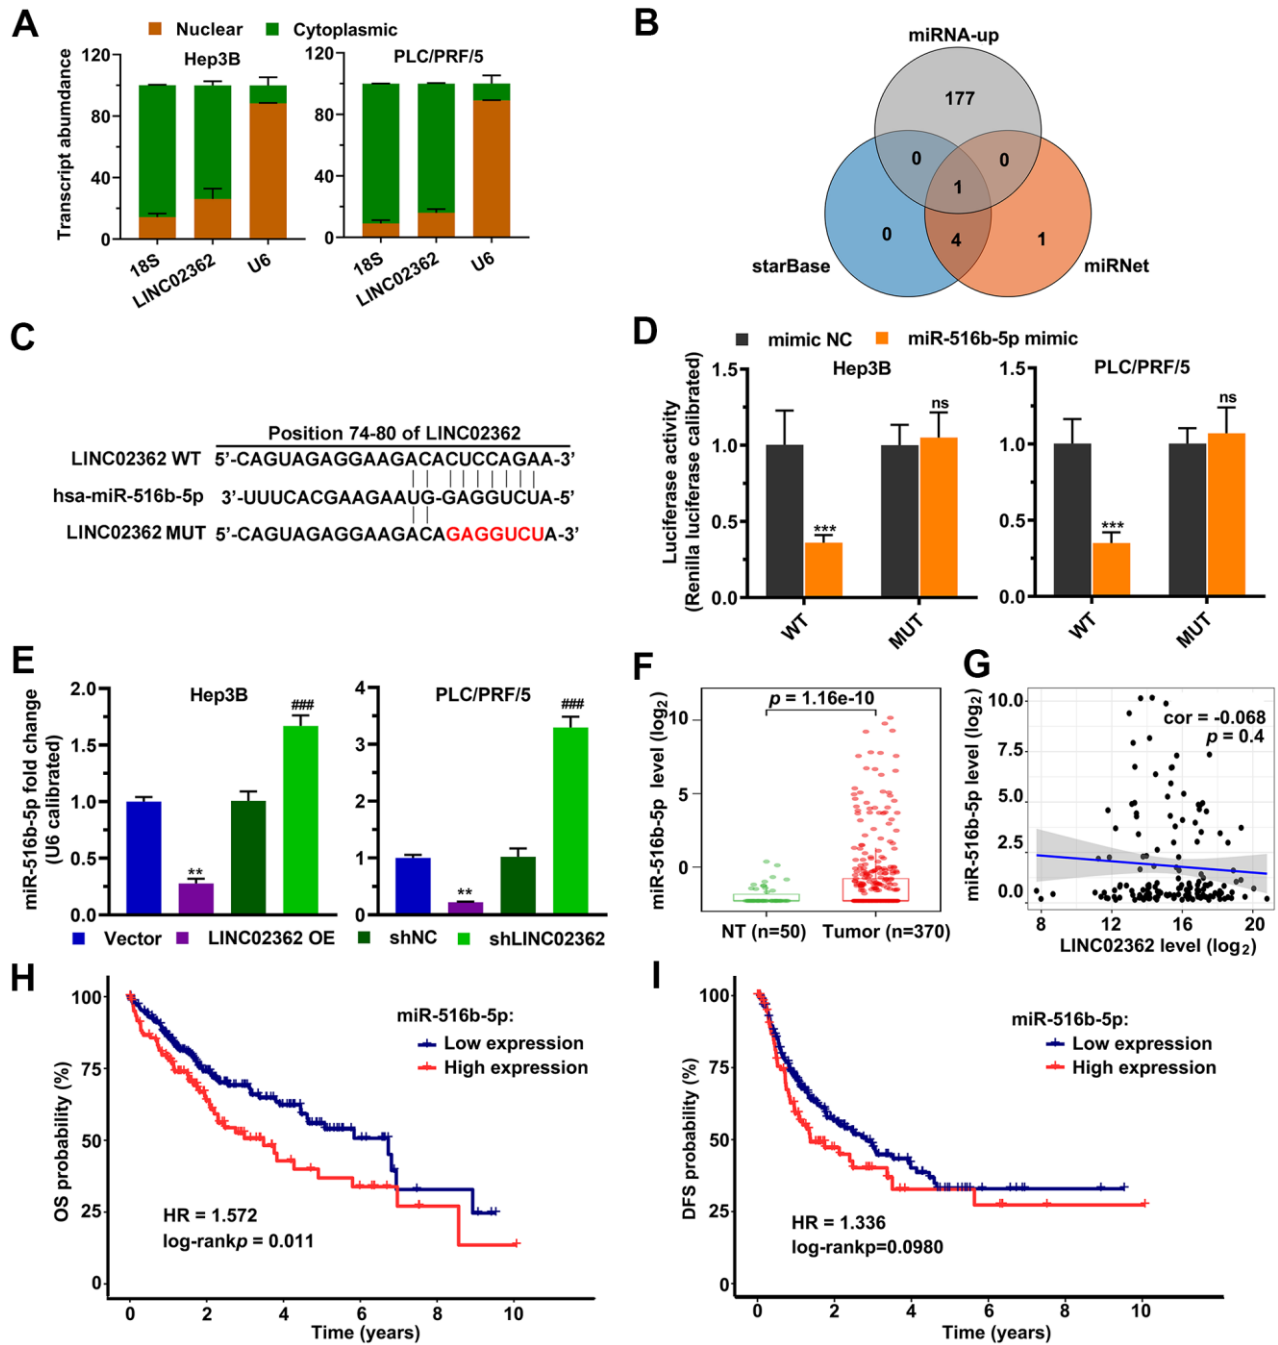 A
Nuclear Cytoplasmic
Hep3B
PLC/PRF/5
Transcript abumdance
120
80
40
0
18S
LINC02362
U6
120
80
40
0
18S
LINC02362
U6
B
miRNA-up
177
0
0
1
0
4
1
starBase
miRNet
C
Position 74-80 of LINC02362
LINC02362 WT 5’-CAGUAGAGGAAGACACUCCAGAA-3’
hsa-miR-516b-5p 3’-UUUCACGAAGAAUG-GAGGUCUA-5’
LINC02362 MUT 5’-CAGUAGAGGAAGACAGAGGUCUA-3’
D
mimic NC miR-516b-5p mimic
Hep3B
PLC/PRF/5
Luciferase activity
(Renilla luciferase calibrated)
1.5
1.0
0.5
0.0
***
ns
WT
MUT
1.5
1.0
0.5
0.0
***
ns
WT
MUT
E
Hep3B
PLC/PRF/5
miR-516b-5p fold change
(U6 calibrated)
2.0
1.5
1.0
0.5
0.0
**
###
4
3
2
1
0
**
###
Vector LINC02362 OE shNC shLINC02362
F
miR-516b-5p level (log2)
p = 1.16e-10
10
5
0
NT (n=50) Tumor (n=370)
G
miR-516b-5p level (log2)
cor = -0.068
p = 0.4
10.0
7.5
5.0
2.5
0.0
8 12 16 20
LINC02362 level (log2)
H
OS probability (%)
100
75
50
25
0
miR-516b-5p:
Low expression
High expression
HR = 1.572
log-rankp = 0.011
0 2 4 6 8 10
Time (years)
I
DFS probability (%)
100
75
50
25
0
miR-516b-5p:
Low expression
High expression
HR = 1.336
log-rankp=0.0980
0 2 4 6 8 10
Time (years)